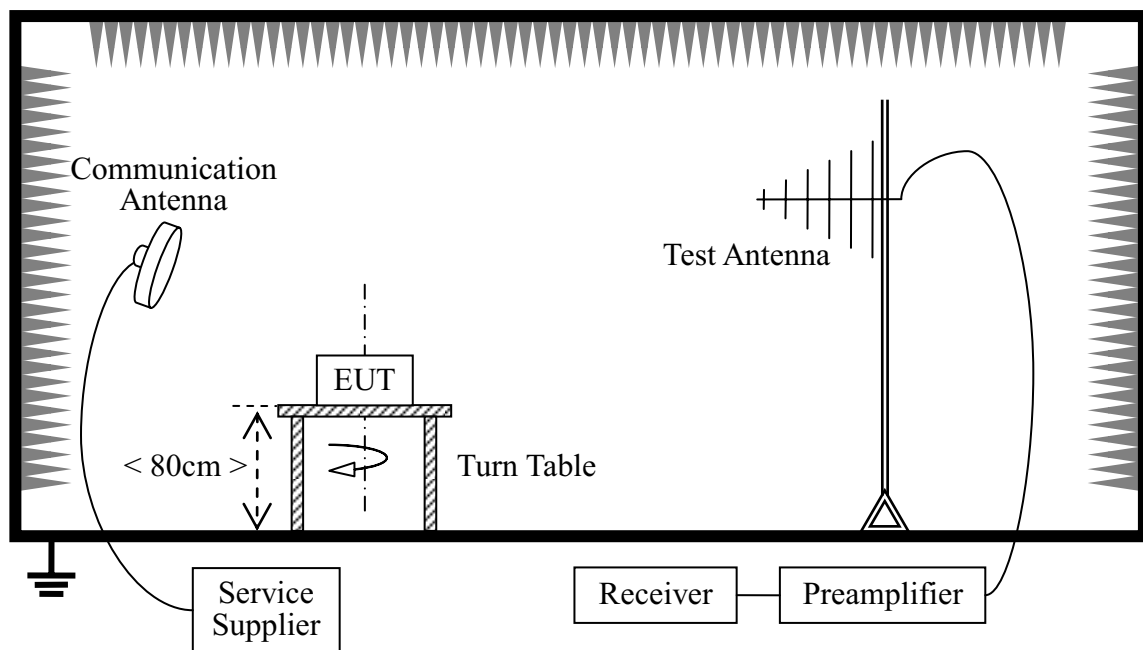 Communication
Antenna
Test Antenna
EUT
< 80cm >
Turn Table
Service
Supplier
Receiver
Preamplifier